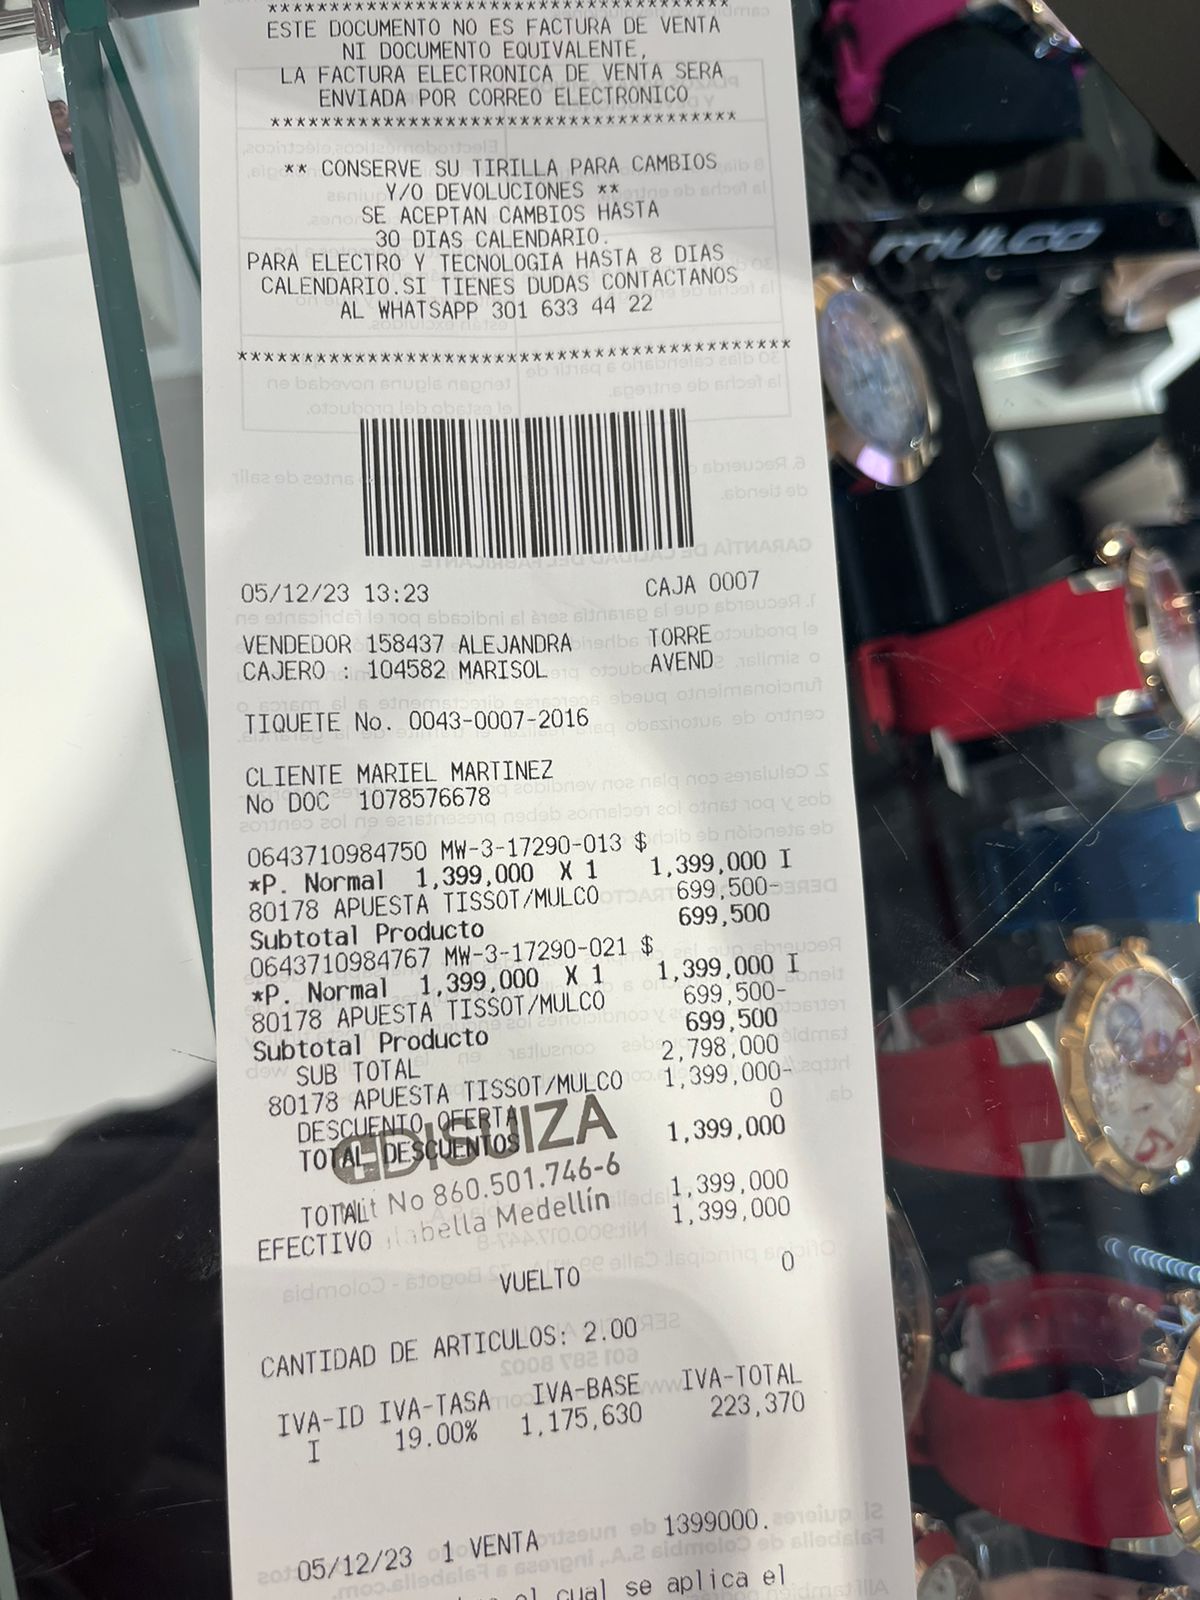 ****************************************
ESTE DOCUMENTO NO ES FACTURA DE VENTA
NI DOCUMENTO EQUIVALENTE,
LA FACTURA ELECTRONICA DE VENTA SERA
ENVIADA POR CORREO ELECTRONICO
****************************************
** CONSERVE SU TIRILLA PARA CAMBIOS
Y/O DEVOLUCIONES **
SE ACEPTAN CAMBIOS HASTA
30 DIAS CALENDARIO.
PARA ELECTRO Y TECNOLOGIA HASTA 8 DIAS
CALENDARIO.SI TIENES DUDAS CONTACTANOS
AL WHATSAPP 301 633 44 22
****************************************
05/12/23 13:23 CAJA 0007
VENDEDOR 158437 ALEJANDRA TORRE
CAJERO : 104582 MARISOL AVEND
TIQUETE No. 0043-0007-2016
CLIENTE MARIEL MARTINEZ
No DOC 1078576678
0643710984750 MW-3-17290-013 $
*P. Normal 1,399,000 X 1 1,399,000 I
80178 APUESTA TISSOT/MULCO 699,500-
Subtotal Producto 699,500
0643710984767 MW-3-17290-021 $
*P. Normal 1,399,000 X 1 1,399,000 I
80178 APUESTA TISSOT/MULCO 699,500-
Subtotal Producto 699,500
SUB TOTAL 2,798,000
80178 APUESTA TISSOT/MULCO 1,399,000-
DESCUENTO OFERTA 0
TOTAL DESCUENTOS 1,399,000
DISUIZA
Nit No 860.501.746-6
TOTAL 1,399,000
Medellín
EFECTIVO 1,399,000
VUELTO 0
CANTIDAD DE ARTICULOS: 2.00
IVA-ID IVA-TASA IVA-BASE IVA-TOTAL
I 19.00% 1,175,630 223,370
05/12/23 1 VENTA 1399000.
el cual se aplica el
MULCO